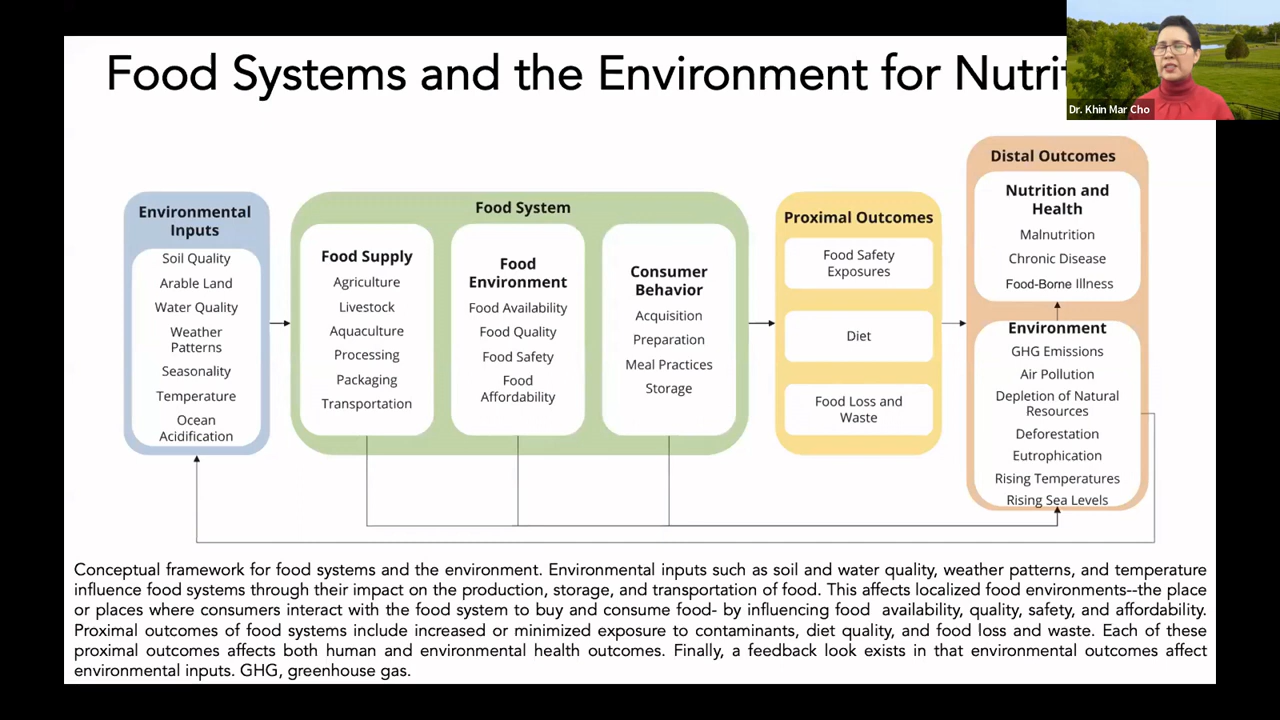 Food Systems and the Environment for
Dr. Khin Mar Cho
Environmental
Inputs
Soil Quality
Arable Land
Water Quality
Weather
Patterns
Seasonality
Temperature
Ocean
Acidification
Food System
Food Supply
Agriculture
Livestock
Aquaculture
Processing
Packaging
Transportation
Food
Environment
Food Availability
Food Quality
Food Safety
Food
Affordability
Consumer
Behavior
Acquisition
Preparation
Meal Practices
Storage
Proximal Outcomes
Food Safety
Exposures
Diet
Food Loss and
Waste
Distal Outcomes
Nutrition and
Health
Malnutrition
Chronic Disease
Food-Borne Illness
Environment
GHG Emissions
Air Pollution
Depletion of Natural
Resources
Deforestation
Eutrophication
Rising Temperatures
Rising Sea Levels
Conceptual framework for food systems and the environment. Environmental inputs such as soil and water quality, weather patterns, and temperature
influence food systems through their impact on the production, storage, and transportation of food. This affects localized food environments--the place
or places where consumers interact with the food system to buy and consume food- by influencing food availability, quality, safety, and affordability.
Proximal outcomes of food systems include increased or minimized exposure to contaminants, diet quality, and food loss and waste. Each of these
proximal outcomes affects both human and environmental health outcomes. Finally, a feedback look exists in that environmental outcomes affect
environmental inputs. GHG, greenhouse gas.